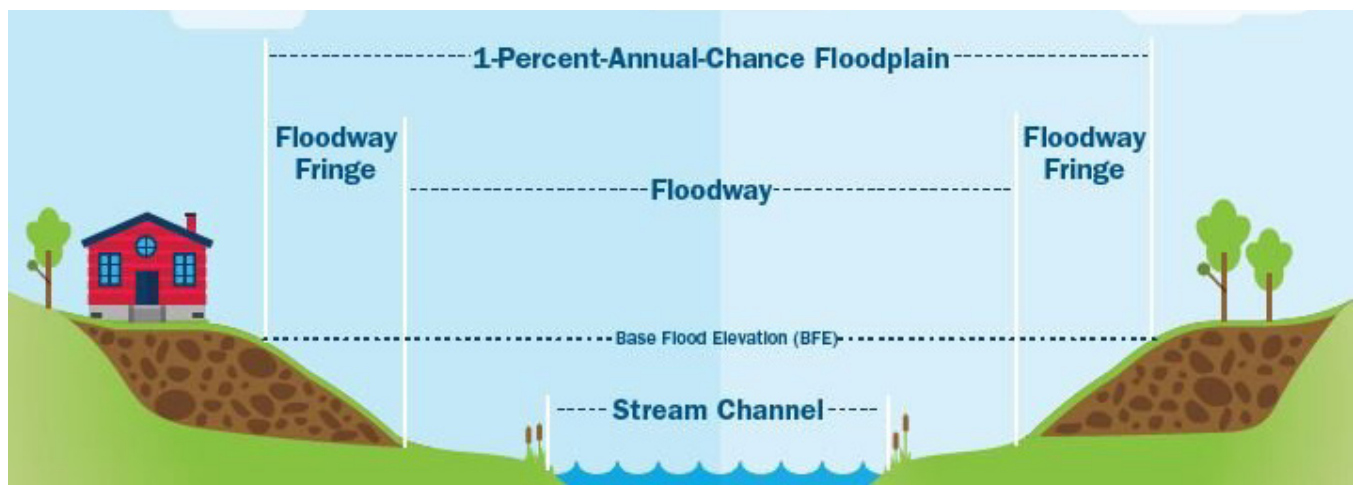 1-Percent-Annual-Chance Floodplain
Floodway
Fringe
Floodway
Fringe
Floodway
Base Flood Elevation (BFE)
Stream Channel